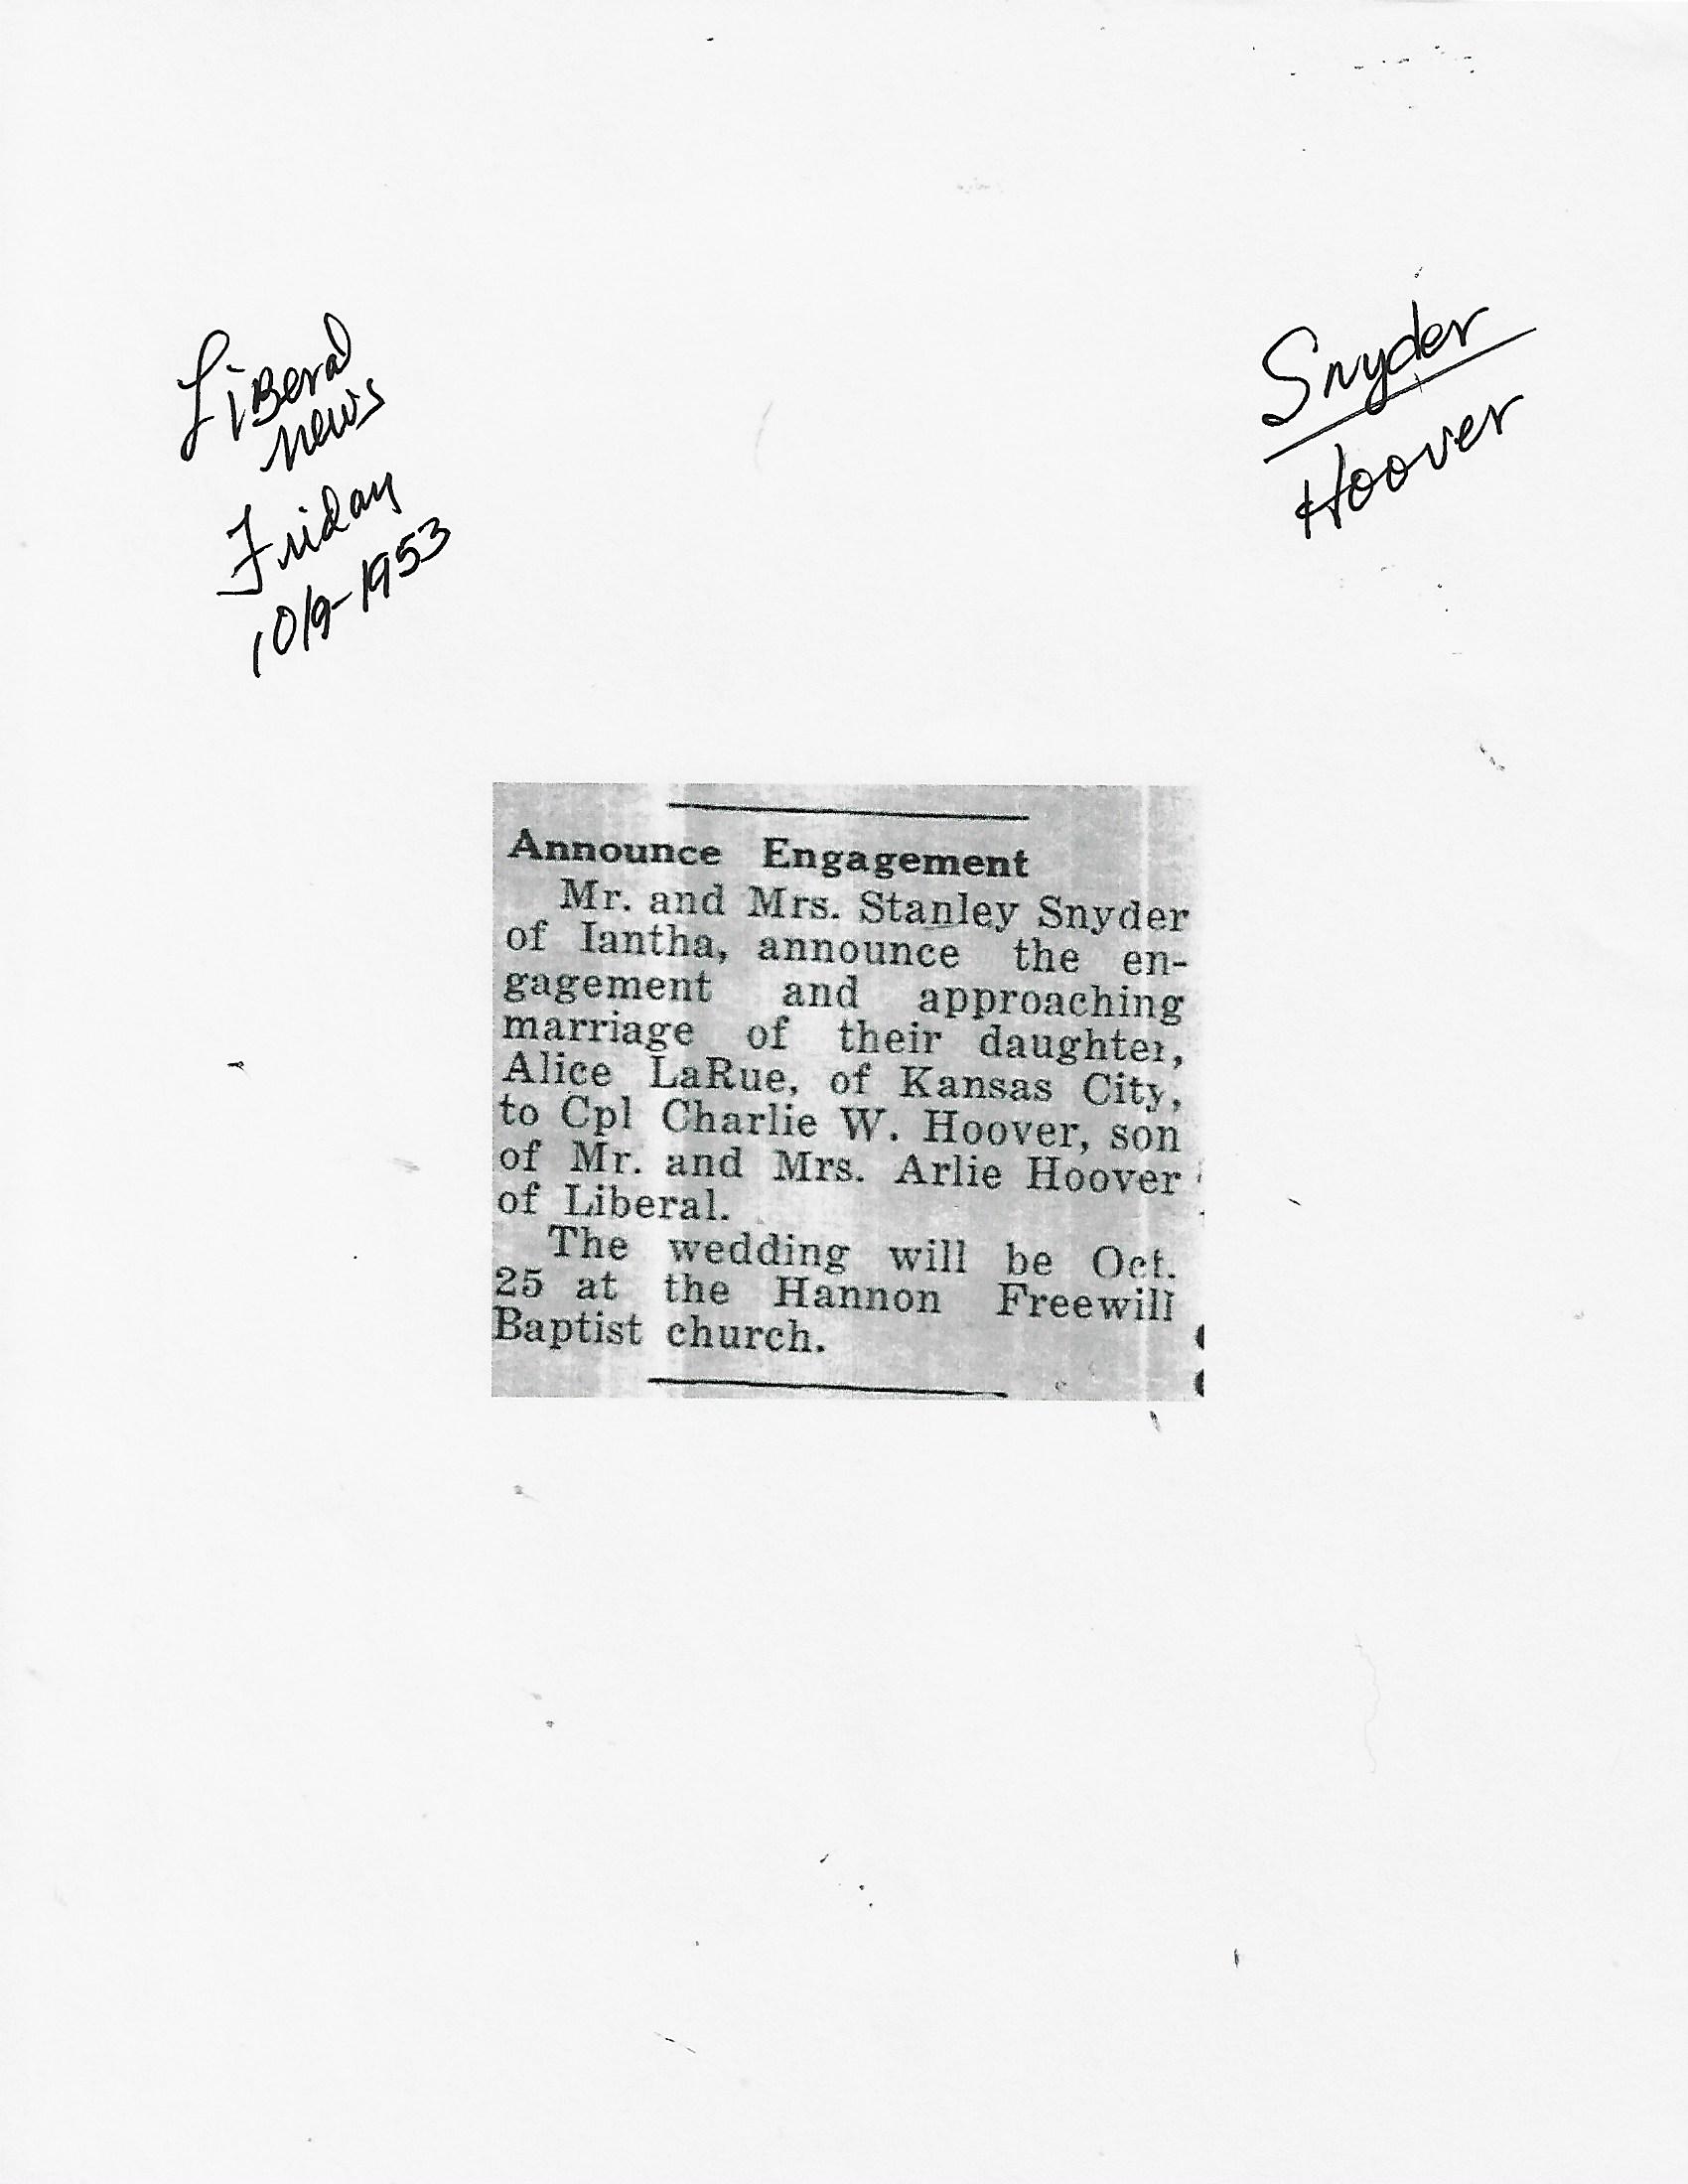 Liberal
News
Friday
10/9-1953
Snyder
Hoover
Announce Engagement
Mr. and Mrs. Stanley Snyder
of Iantha, announce the en-
gagement and approaching
marriage of their daughter,
Alice LaRue, of Kansas City,
to Cpl Charlie W. Hoover, son
of Mr. and Mrs. Arlie Hoover
of Liberal.
The wedding will be Oct.
25 at the Hannon Freewill
Baptist church.